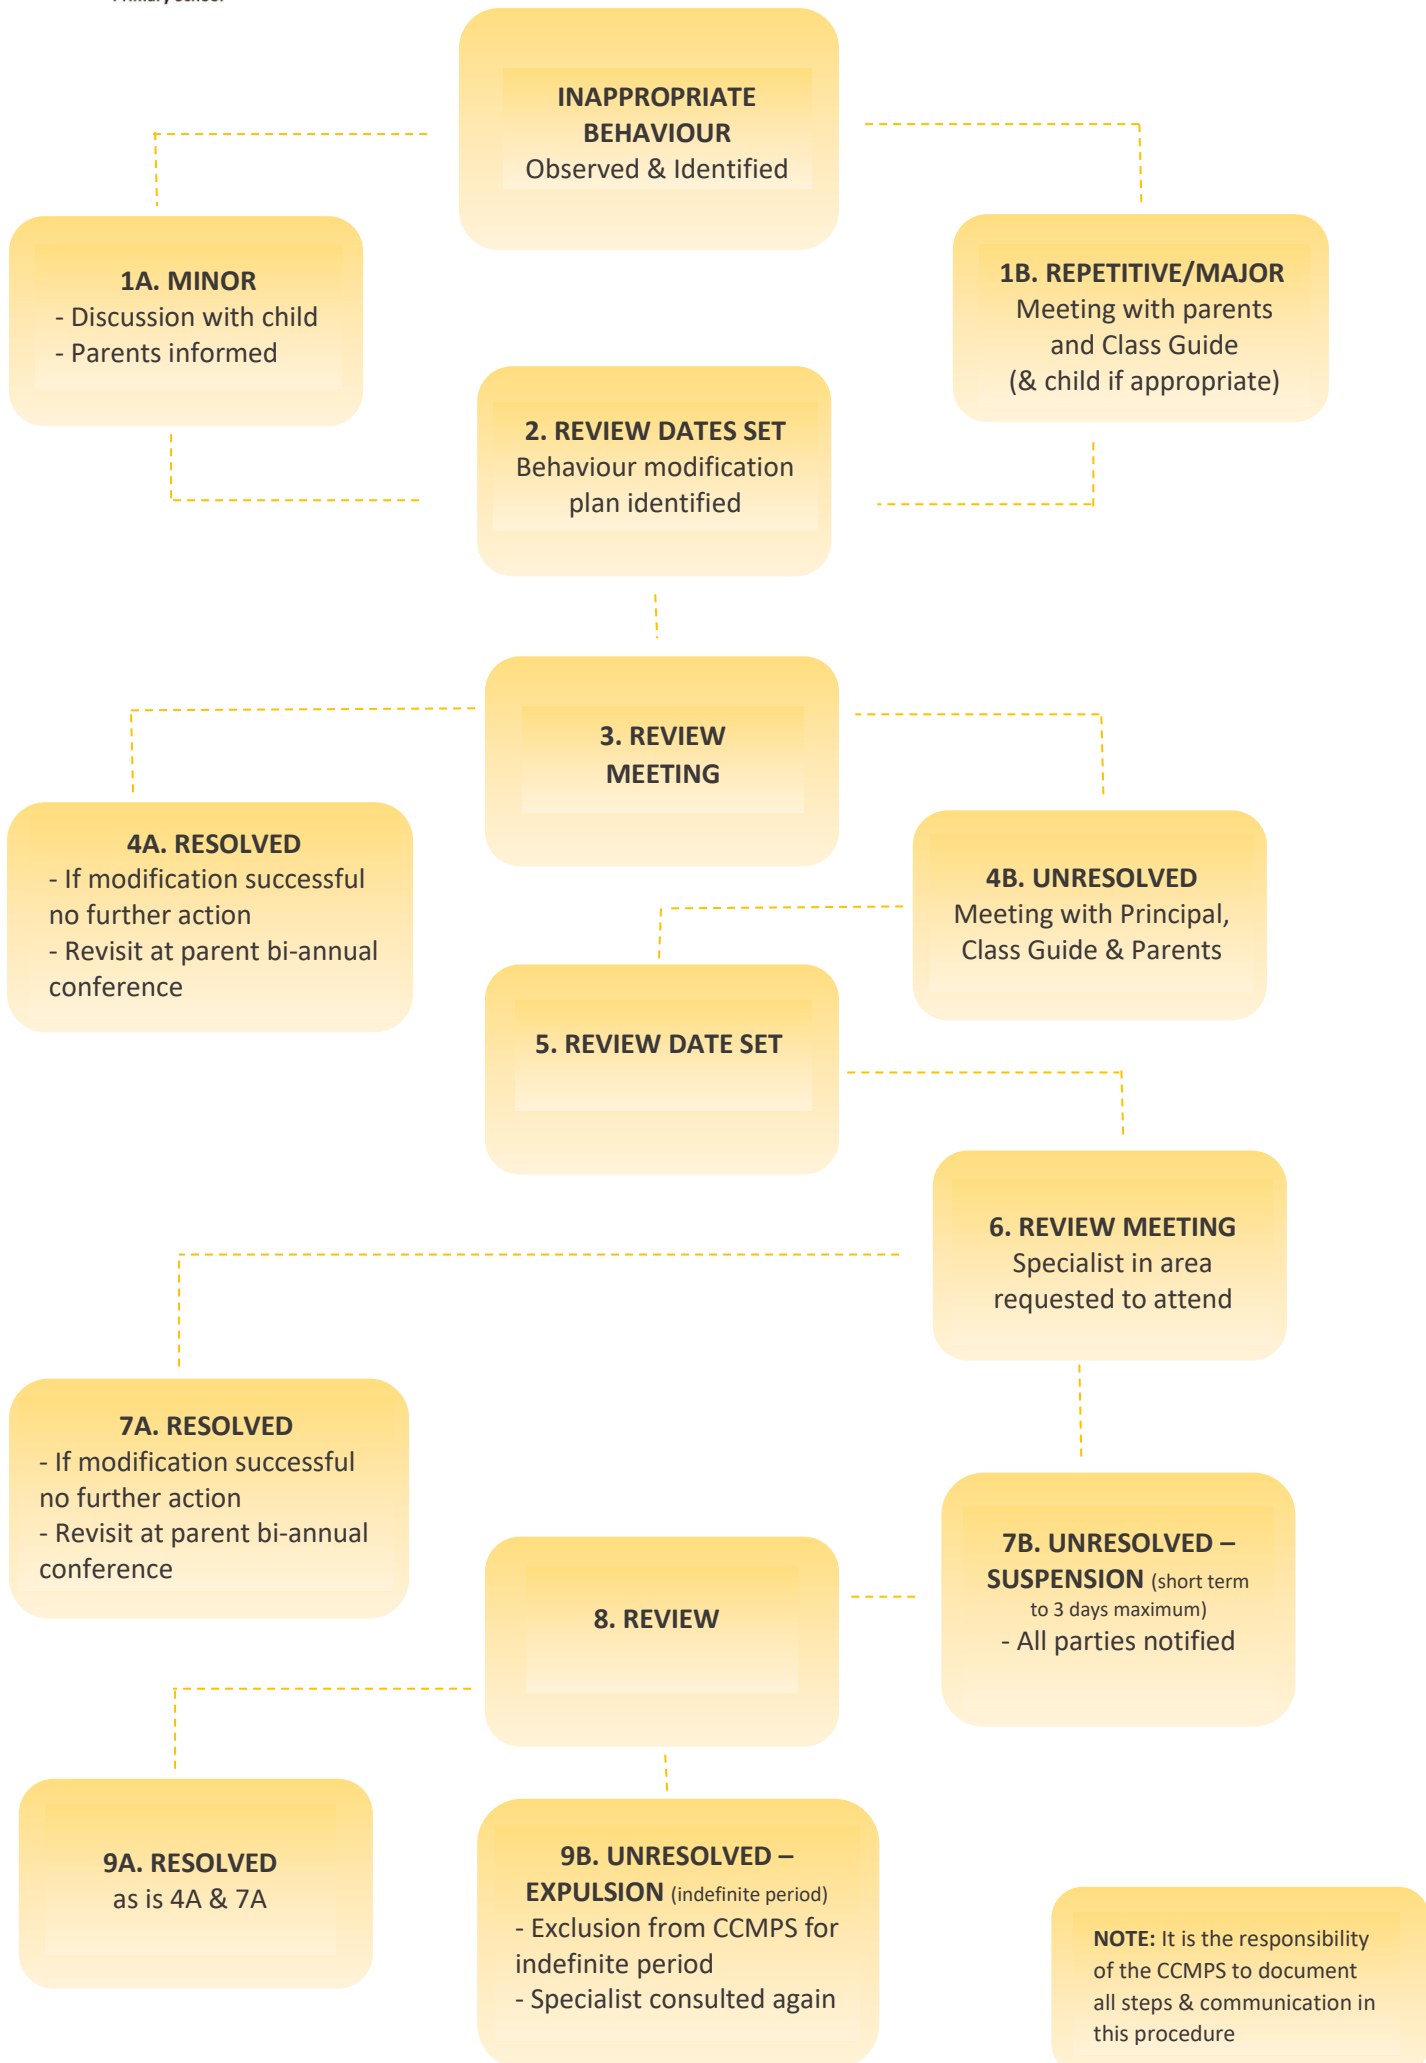 Primary School
INAPPROPRIATE
BEHAVIOUR
Observed & Identified
1A. MINOR
- Discussion with child
- Parents informed
1B. REPETITIVE/MAJOR
Meeting with parents
and Class Guide
(& child if appropriate)
2. REVIEW DATES SET
Behaviour modification
plan identified
3. REVIEW
MEETING
4A. RESOLVED
- If modification successful
no further action
- Revisit at parent bi-annual
conference
4B. UNRESOLVED
Meeting with Principal,
Class Guide & Parents
5. REVIEW DATE SET
6. REVIEW MEETING
Specialist in area
requested to attend
7A. RESOLVED
- If modification successful
no further action
- Revisit at parent bi-annual
conference
7B. UNRESOLVED –
SUSPENSION (short term
to 3 days maximum)
- All parties notified
8. REVIEW
9A. RESOLVED
as is 4A & 7A
9B. UNRESOLVED –
EXPULSION (indefinite period)
- Exclusion from CCMPS for
indefinite period
- Specialist consulted again
NOTE: It is the responsibility
of the CCMPS to document
all steps & communication in
this procedure